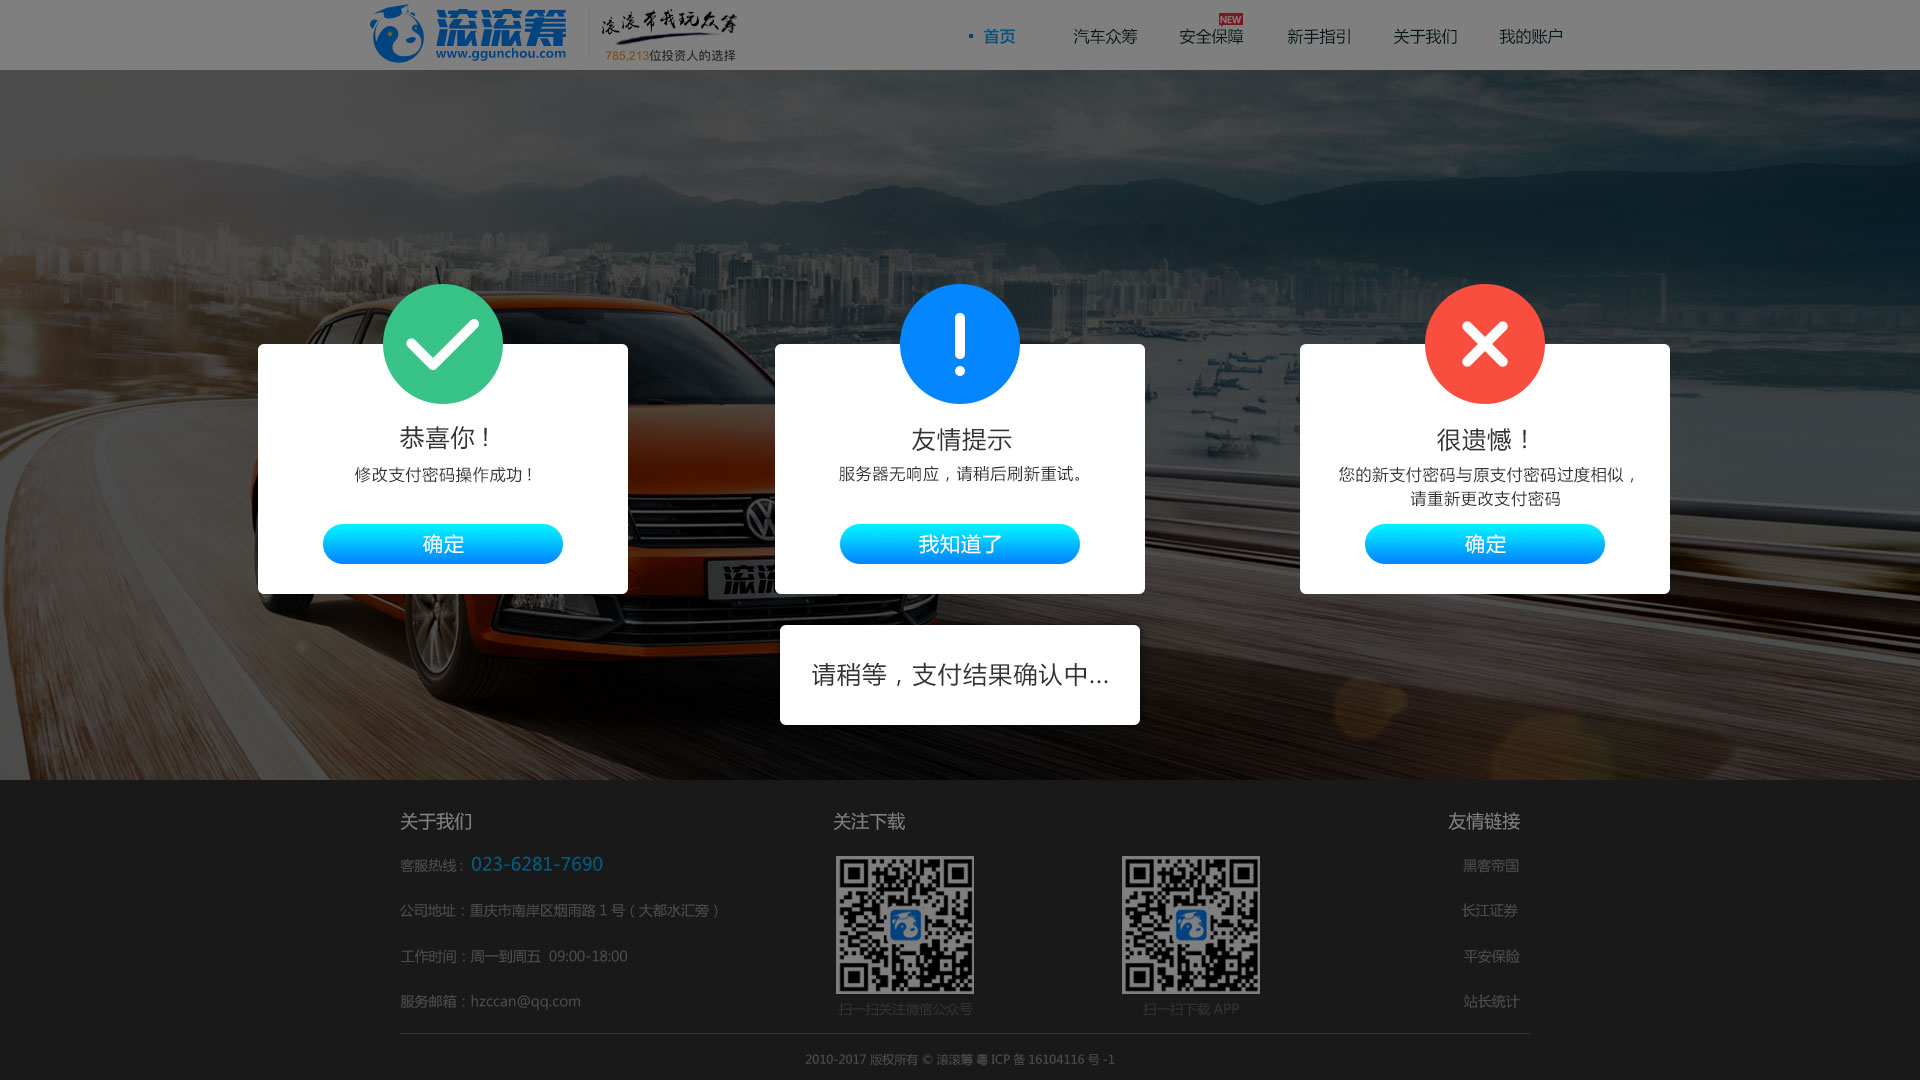 滚滚筹
www.ggunchou.com
滚滚带我玩众筹
785,213位投资人的选择
首页
汽车众筹
安全保障
NEW
新手指引
关于我们
我的账户
恭喜你！
修改支付密码操作成功！
确定
友情提示
服务器无响应，请稍后刷新重试。
我知道了
很遗憾！
您的新支付密码与原支付密码过度相似，
请重新更改支付密码
确定
请稍等，支付结果确认中...
关于我们
客服热线：023-6281-7690
公司地址：重庆市南岸区烟雨路1号（大都水汇旁）
工作时间：周一到周五 09:00-18:00
服务邮箱：hzccan@qq.com
关注下载
扫一扫关注微信公众号
扫一扫下载 APP
友情链接
黑客帝国
长江证券
平安保险
站长统计
2010-2017 版权所有 © 滚滚筹 粤 ICP 备 16104116 号 -1